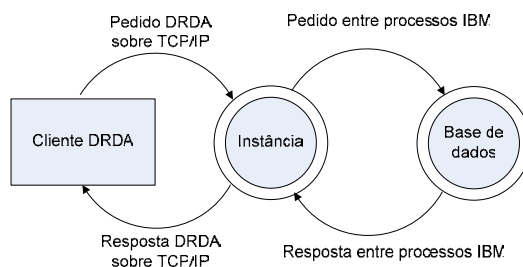 Pedido DRDA
sobre TCP/IP
Pedido entre processos IBM
Cliente DRDA
Instância
Base de
dados
Resposta DRDA
sobre TCP/IP
Resposta entre processos IBM